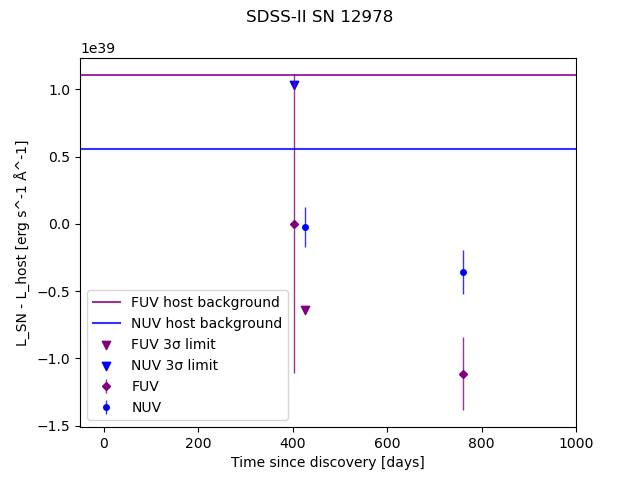 SDSS-II SN 12978
1e39
L_SN - L_host [erg s^-1 Å^-1]
1.0
0.5
0.0
−0.5
−1.0
−1.5
FUV host background
NUV host background
FUV 3σ limit
NUV 3σ limit
FUV
NUV
0 200 400 600 800 1000
Time since discovery [days]